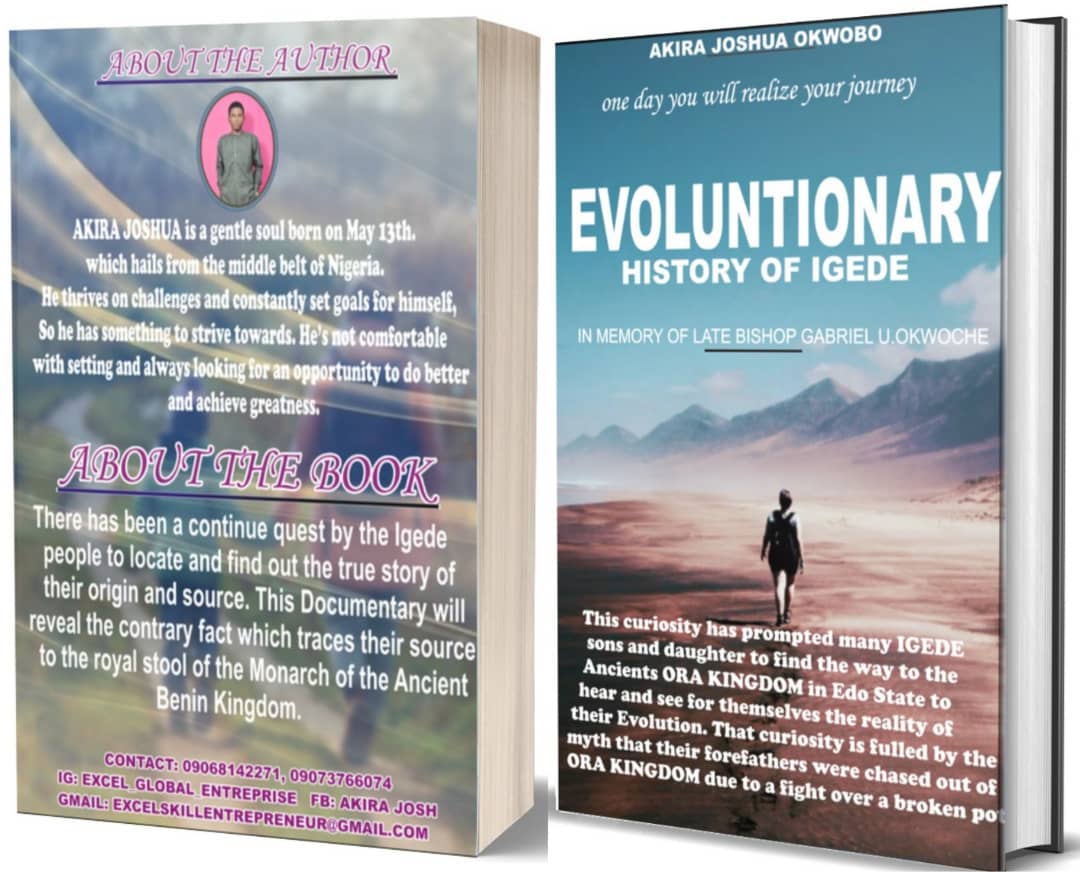 ABOUT THE AUTHOR
AKIRA JOSHUA is a gentle soul born on May 13th.
which hails from the middle belt of Nigeria.
He thrives on challenges and constantly set goals for himself,
So he has something to strive towards. He's not comfortable
with setting and always looking for an opportunity to do better
and achieve greatness.
ABOUT THE BOOK
There has been a continue quest by the Igede
people to locate and find out the true story of
their origin and source. This Documentary will
reveal the contrary fact which traces their source
to the royal stool of the Monarch of the Ancient
Benin Kingdom.
CONTACT: 09068142271, 09073766074
IG: EXCEL_GLOBAL_ENTREPRISE FB: AKIRA JOSH
GMAIL: EXCELSKILLENTREPRENEUR@GMAIL.COM
AKIRA JOSHUA OKWOBO
one day you will realize your journey
EVOLUNTIONARY
HISTORY OF IGEDE
IN MEMORY OF LATE BISHOP GABRIEL U.OKWOCHE
This curiosity has prompted many IGEDE
sons and daughter to find the way to the
Ancients ORA KINGDOM in Edo State to
hear and see for themselves the reality of
their Evolution. That curiosity is fulled by the
myth that their forefathers were chased out of
ORA KINGDOM due to a fight over a broken pot